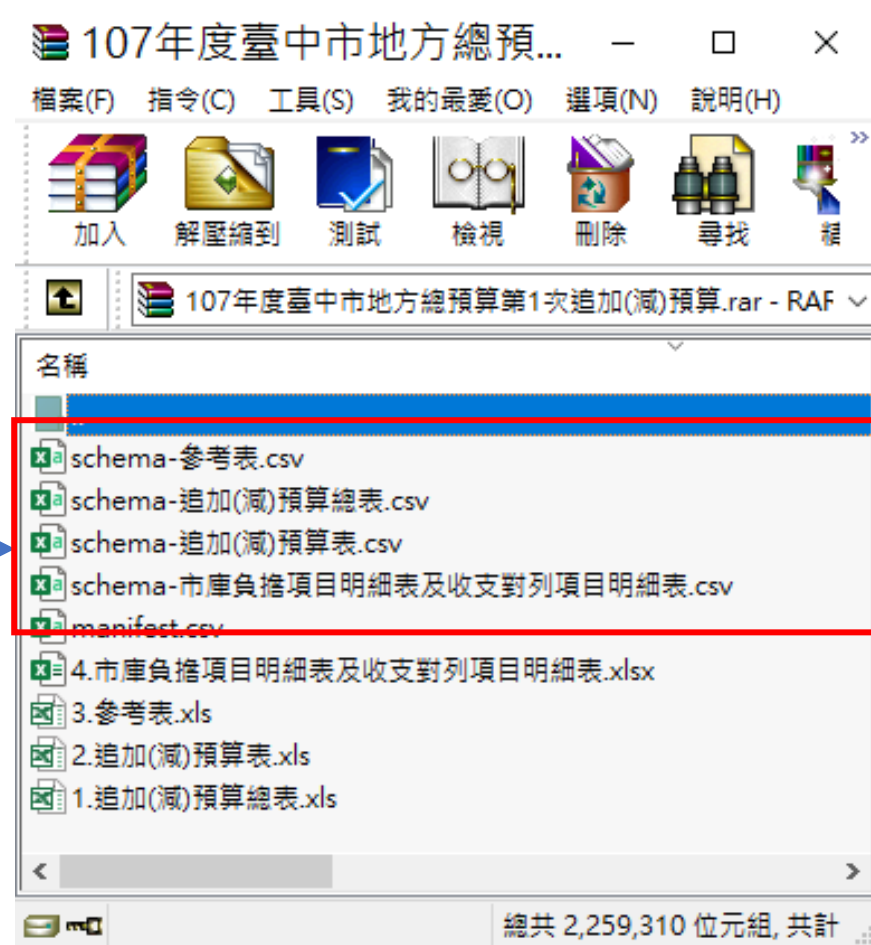 107年度臺中市地方總預...
檔案(F) 指令(C) 工具(S) 我的最愛(O) 選項(N) 說明(H)
加入 解壓縮到 測試 檢視 刪除 尋找
107年度臺中市地方總預算第1次追加(減)預算.rar - RAR
名稱
..
schema-參考表.csv
schema-追加(減)預算總表.csv
schema-追加(減)預算表.csv
schema-市庫負擔項目明細表及收支對列項目明細表.csv
manifest.csv
4.市庫負擔項目明細表及收支對列項目明細表.xlsx
3.參考表.xls
2.追加(減)預算表.xls
1.追加(減)預算總表.xls
總共 2,259,310 位元組, 共計